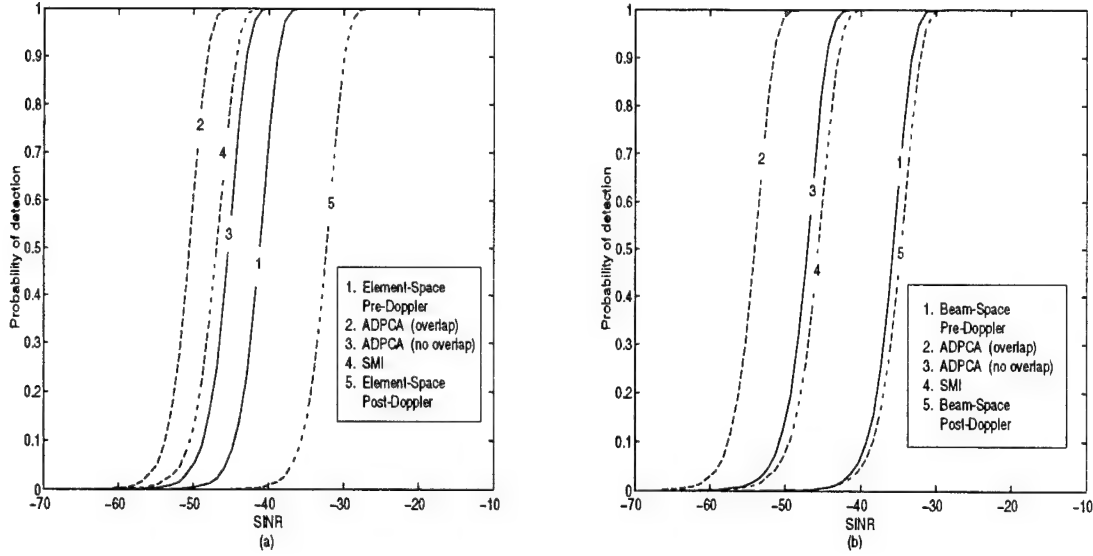 Probability of detection
1
0.9
0.8
0.7
0.6
0.5
0.4
0.3
0.2
0.1
0
-70
-60
-50
-40
-30
-20
-10
SINR
(a)
2
4
5
3
1
1. Element-Space
Pre-Doppler
2. ADPCA (overlap)
3. ADPCA (no overlap)
4. SMI
5. Element-Space
Post-Doppler
Probability of detection
1
0.9
0.8
0.7
0.6
0.5
0.4
0.3
0.2
0.1
0
-70
-60
-50
-40
-30
-20
-10
SINR
(b)
2
1
3
4
5
1. Beam-Space
Pre-Doppler
2. ADPCA (overlap)
3. ADPCA (no overlap)
4. SMI
5. Beam-Space
Post-Doppler